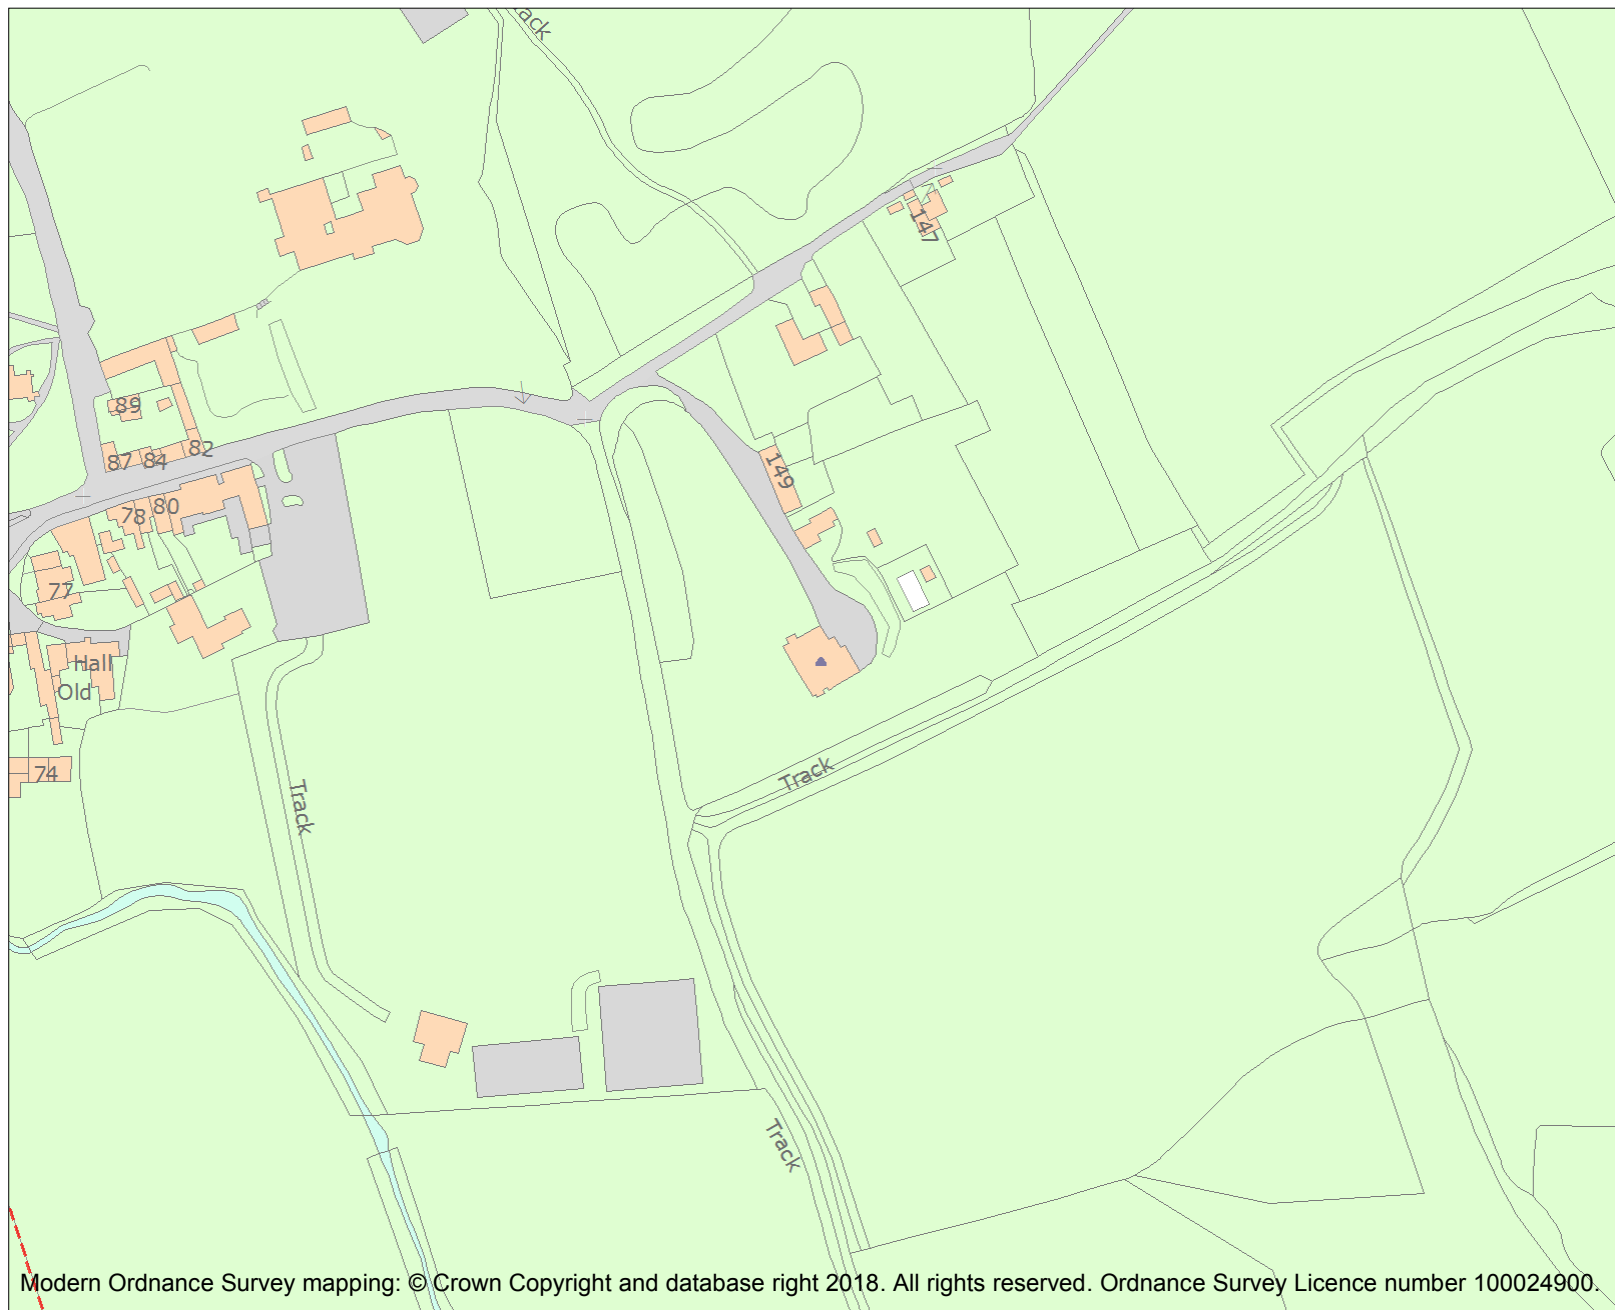 Track
147
89
87
84
82
149
78
80
77
Hall
Old
74
Track
Track
Track
Modern Ordnance Survey mapping: © Crown Copyright and database right 2018. All rights reserved. Ordnance Survey Licence number 100024900.